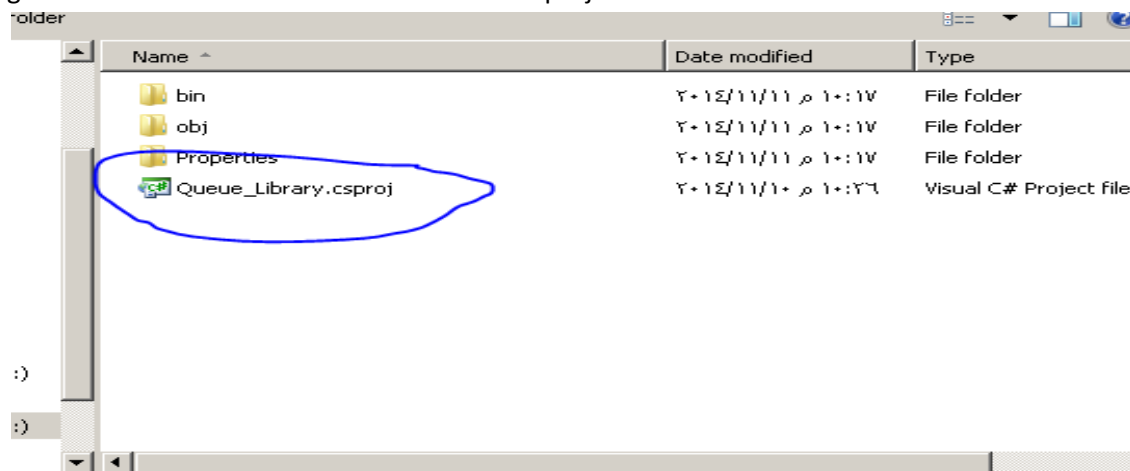 older
Name Date modified Type
bin ٢٠١٤/١١/١١ م ١٠:١٧ File folder
obj ٢٠١٤/١١/١١ م ١٠:١٧ File folder
Properties ٢٠١٤/١١/١١ م ١٠:١٧ File folder
Queue_Library.csproj ٢٠١٤/١١/١٠ م ١٠:٢٦ Visual C# Project file
:)
:)